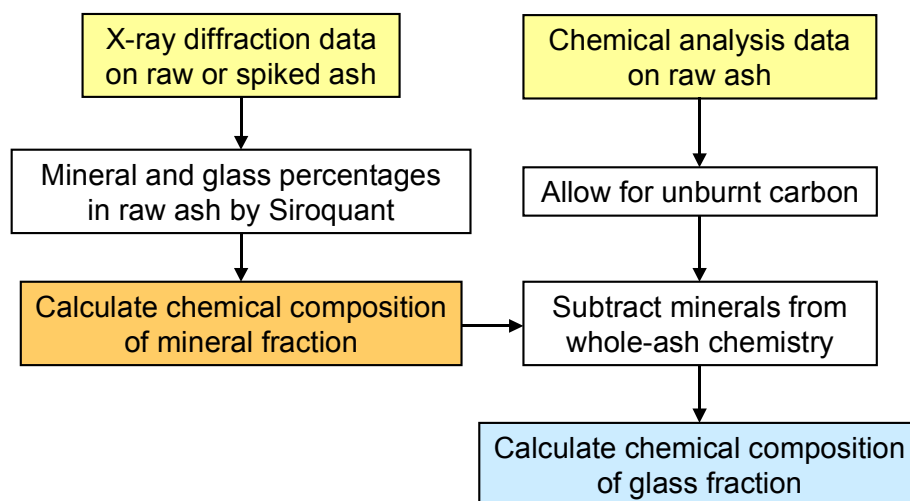 X-ray diffraction data
on raw or spiked ash
Chemical analysis data
on raw ash
Mineral and glass percentages
in raw ash by Siroquant
Allow for unburnt carbon
Calculate chemical composition
of mineral fraction
Subtract minerals from
whole-ash chemistry
Calculate chemical composition
of glass fraction